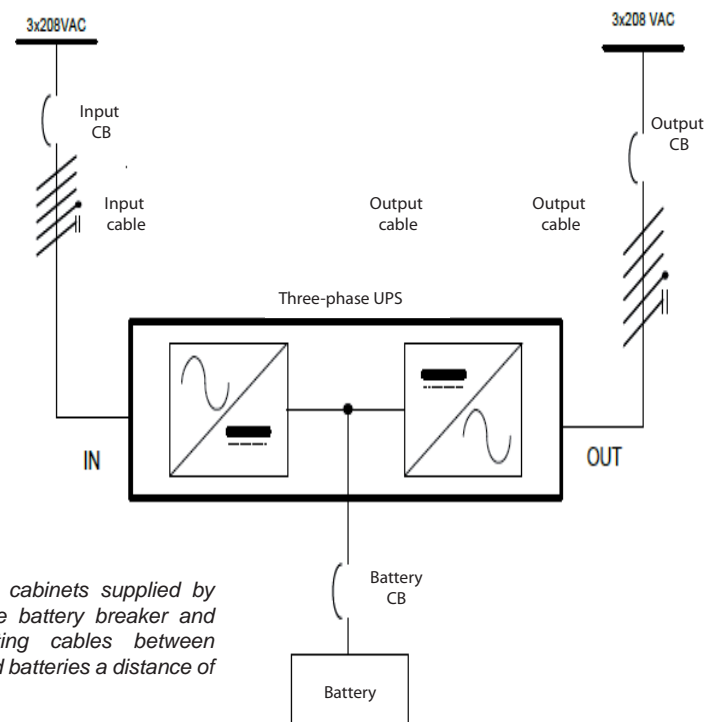 3x208VAC
3x208 VAC
Input
CB
Output
CB
Input
cable
Output
cable
Output
cable
Three-phase UPS
IN
OUT
Battery
CB
cabinets supplied by
e battery breaker and
ting cables between
d batteries a distance of
Battery